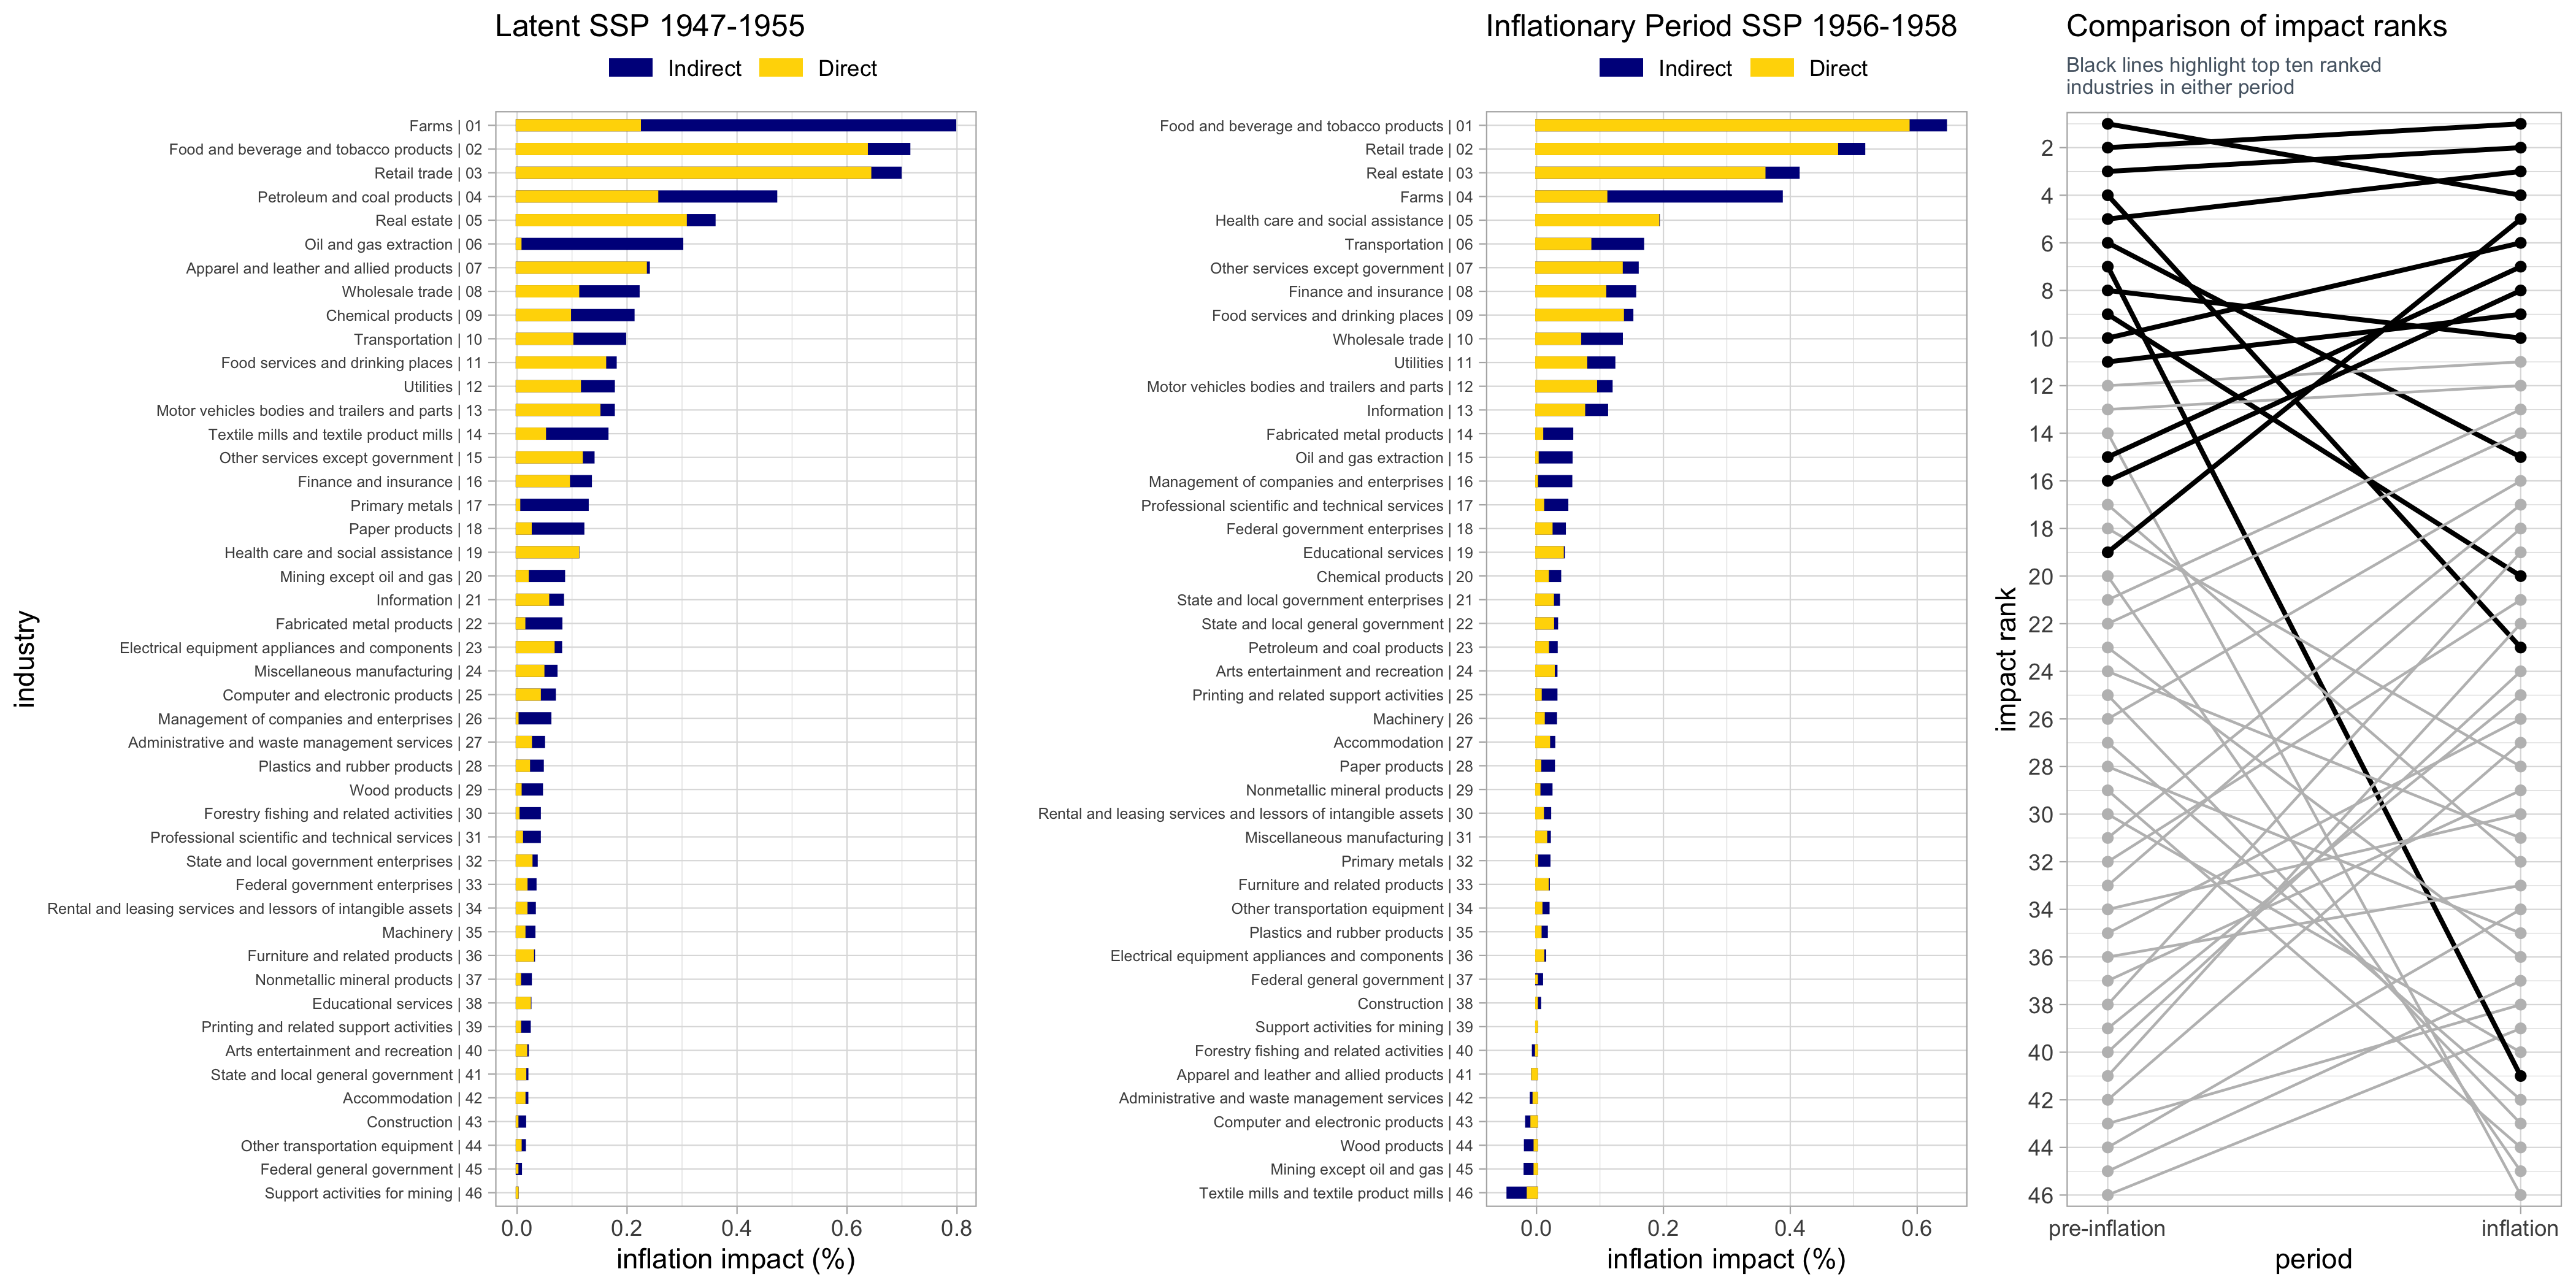 Latent SSP 1947-1955
Indirect Direct
Farms | 01
Food and beverage and tobacco products | 02
Retail trade | 03
Petroleum and coal products | 04
Real estate | 05
Oil and gas extraction | 06
Apparel and leather and allied products | 07
Wholesale trade | 08
Chemical products | 09
Transportation | 10
Food services and drinking places | 11
Utilities | 12
Motor vehicles bodies and trailers and parts | 13
Textile mills and textile product mills | 14
Other services except government | 15
Finance and insurance | 16
Primary metals | 17
Paper products | 18
Health care and social assistance | 19
Mining except oil and gas | 20
Information | 21
Fabricated metal products | 22
Electrical equipment appliances and components | 23
Miscellaneous manufacturing | 24
Computer and electronic products | 25
Management of companies and enterprises | 26
Administrative and waste management services | 27
Plastics and rubber products | 28
Wood products | 29
Forestry fishing and related activities | 30
Professional scientific and technical services | 31
State and local government enterprises | 32
Federal government enterprises | 33
Rental and leasing services and lessors of intangible assets | 34
Machinery | 35
Furniture and related products | 36
Nonmetallic mineral products | 37
Educational services | 38
Printing and related support activities | 39
Arts entertainment and recreation | 40
State and local general government | 41
Accommodation | 42
Construction | 43
Other transportation equipment | 44
Federal general government | 45
Support activities for mining | 46
industry
0.0 0.2 0.4 0.6 0.8
inflation impact (%)
Inflationary Period SSP 1956-1958
Indirect Direct
Food and beverage and tobacco products | 01
Retail trade | 02
Real estate | 03
Farms | 04
Health care and social assistance | 05
Transportation | 06
Other services except government | 07
Finance and insurance | 08
Food services and drinking places | 09
Wholesale trade | 10
Utilities | 11
Motor vehicles bodies and trailers and parts | 12
Information | 13
Fabricated metal products | 14
Oil and gas extraction | 15
Management of companies and enterprises | 16
Professional scientific and technical services | 17
Federal government enterprises | 18
Educational services | 19
Chemical products | 20
State and local government enterprises | 21
State and local general government | 22
Petroleum and coal products | 23
Arts entertainment and recreation | 24
Printing and related support activities | 25
Machinery | 26
Accommodation | 27
Paper products | 28
Nonmetallic mineral products | 29
Rental and leasing services and lessors of intangible assets | 30
Miscellaneous manufacturing | 31
Primary metals | 32
Furniture and related products | 33
Other transportation equipment | 34
Plastics and rubber products | 35
Electrical equipment appliances and components | 36
Federal general government | 37
Construction | 38
Support activities for mining | 39
Forestry fishing and related activities | 40
Apparel and leather and allied products | 41
Administrative and waste management services | 42
Computer and electronic products | 43
Wood products | 44
Mining except oil and gas | 45
Textile mills and textile product mills | 46
0.0 0.2 0.4 0.6
inflation impact (%)
Comparison of impact ranks
Black lines highlight top ten ranked
industries in either period
2
4
6
8
10
12
14
16
18
20
22
24
26
28
30
32
34
36
38
40
42
44
46
impact rank
pre-inflation inflation
period